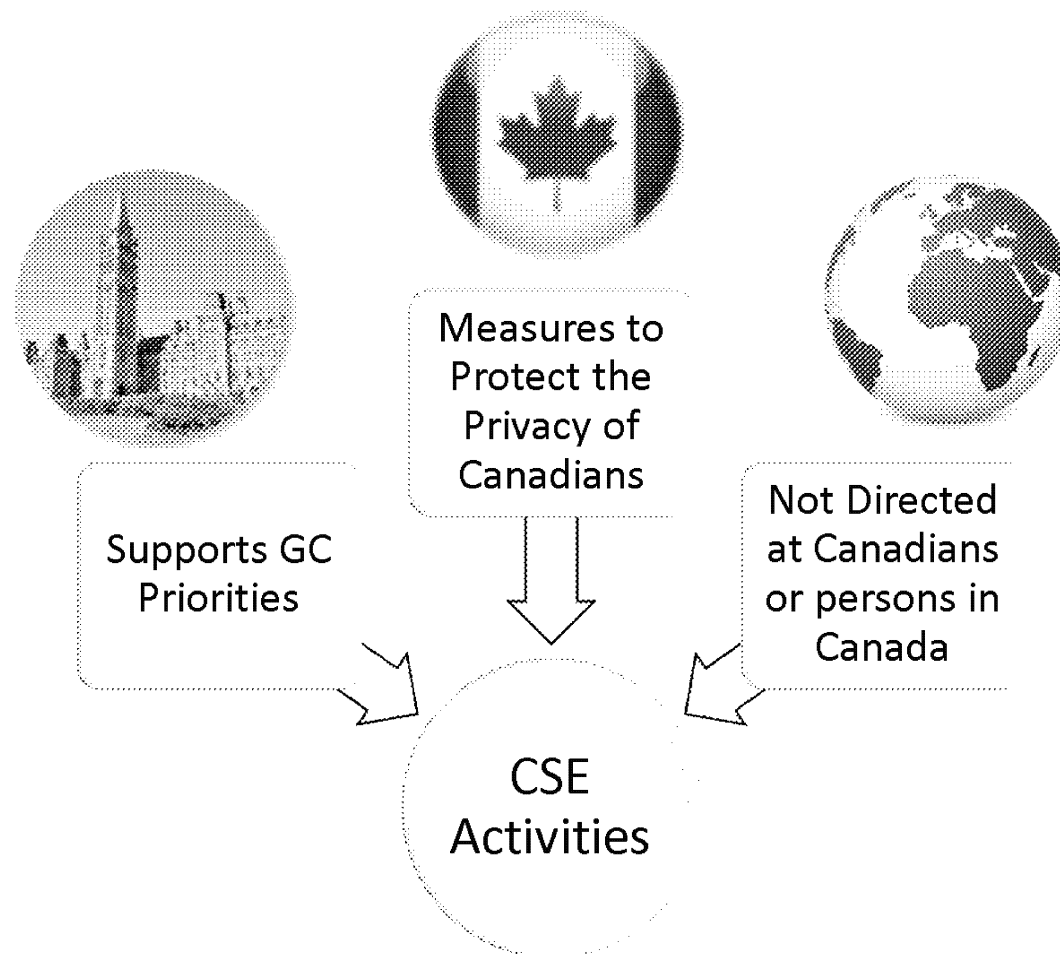 Measures to
Protect the
Privacy of
Canadians
Supports GC
Priorities
Not Directed
at Canadians
or persons in
Canada
CSE
Activities